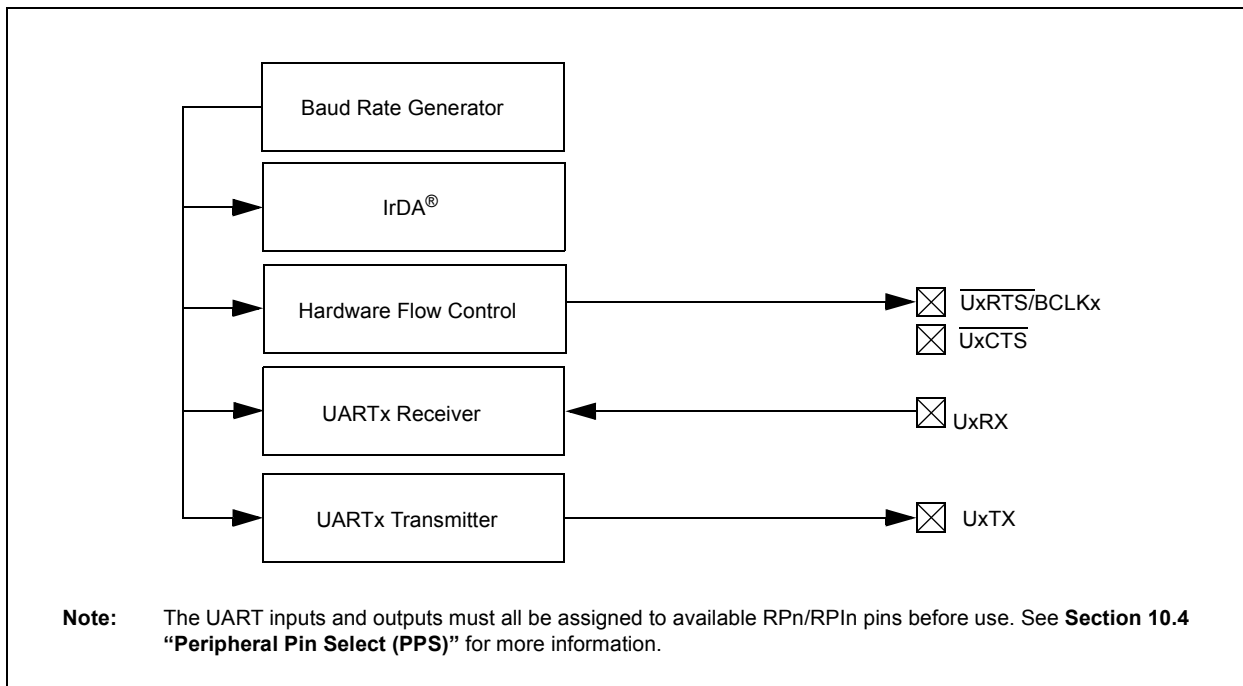 Baud Rate Generator
IrDA®
Hardware Flow Control
UxRTS/BCLKx
UxCTS
UARTx Receiver
UxRX
UARTx Transmitter
UxTX
Note: The UART inputs and outputs must all be assigned to available RPn/RPIn pins before use. See Section 10.4
“Peripheral Pin Select (PPS)” for more information.